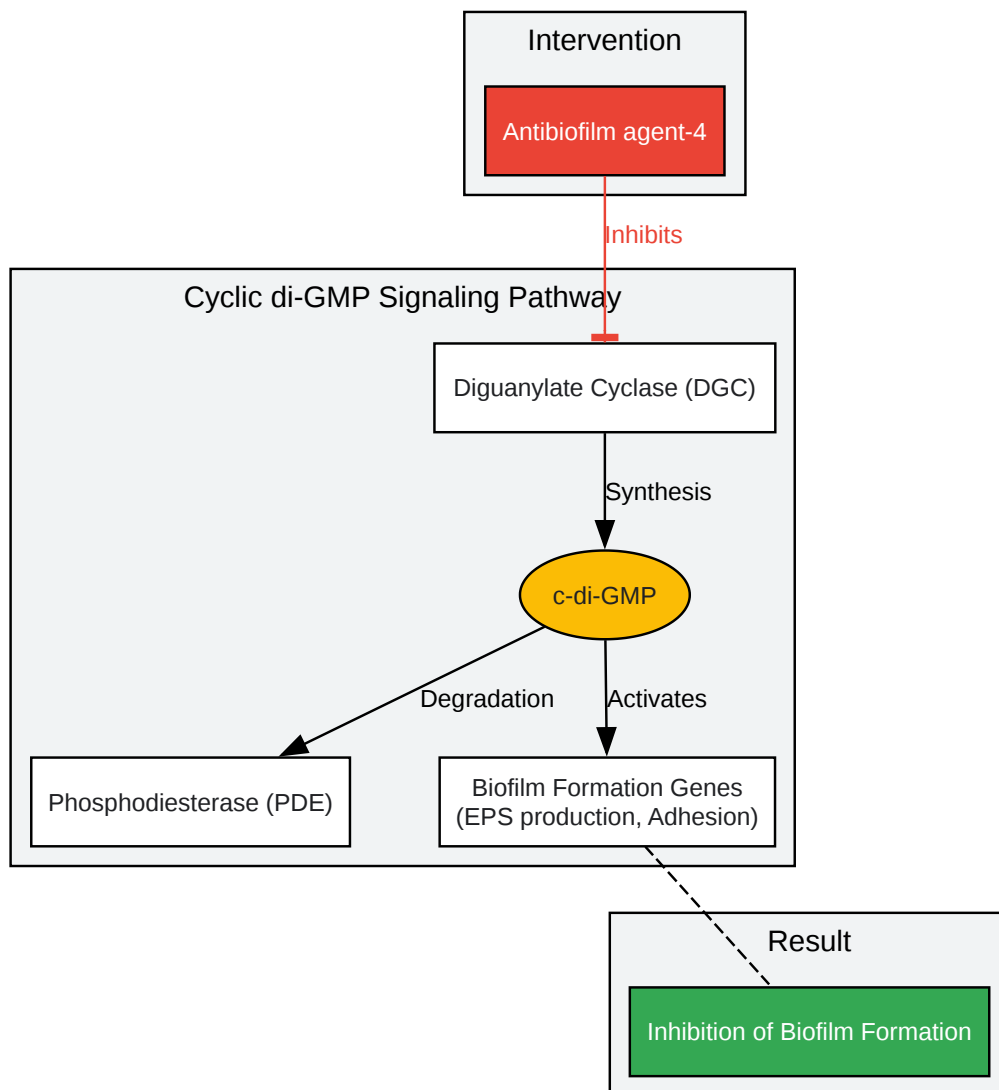 Intervention
Antibiofilm agent-4
Inhibits
Cyclic di-GMP Signaling Pathway
Diguanylate Cyclase (DGC)
Synthesis
c-di-GMP
Degradation
Activates
Phosphodiesterase (PDE)
Biofilm Formation Genes
(EPS production, Adhesion)
Result
Inhibition of Biofilm Formation